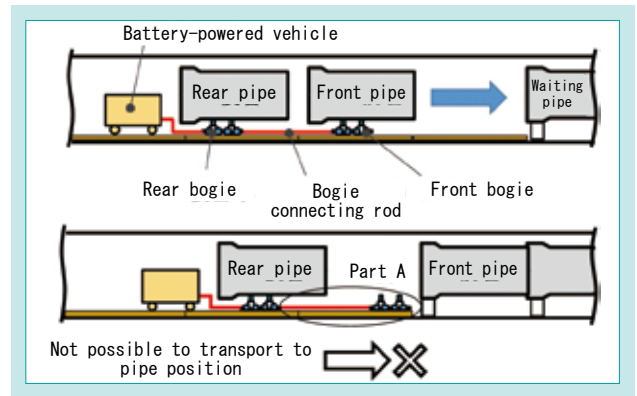 Battery-powered vehicle
Rear pipe
Front pipe
Waiting
pipe
Rear bogie
Bogie
connecting rod
Front bogie
Rear pipe
Part A
Front pipe
Not possible to transport to
pipe position